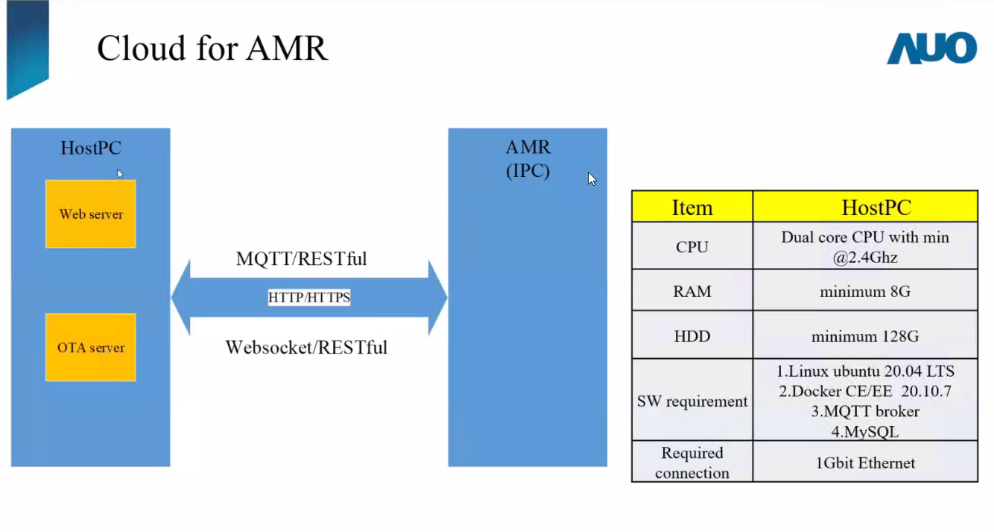 Cloud for AMR
AUO
HostPC
Web server
OTA server
MQTT/RESTful
HTTP/HTTPS
Websocket/RESTful
AMR
(IPC)
Item HostPC
CPU Dual core CPU with min
@2.4Ghz
RAM minimum 8G
HDD minimum 128G
SW requirement 1.Linux ubuntu 20.04 LTS
2.Docker CE/EE 20.10.7
3.MQTT broker
4.MySQL
Required
connection 1Gbit Ethernet